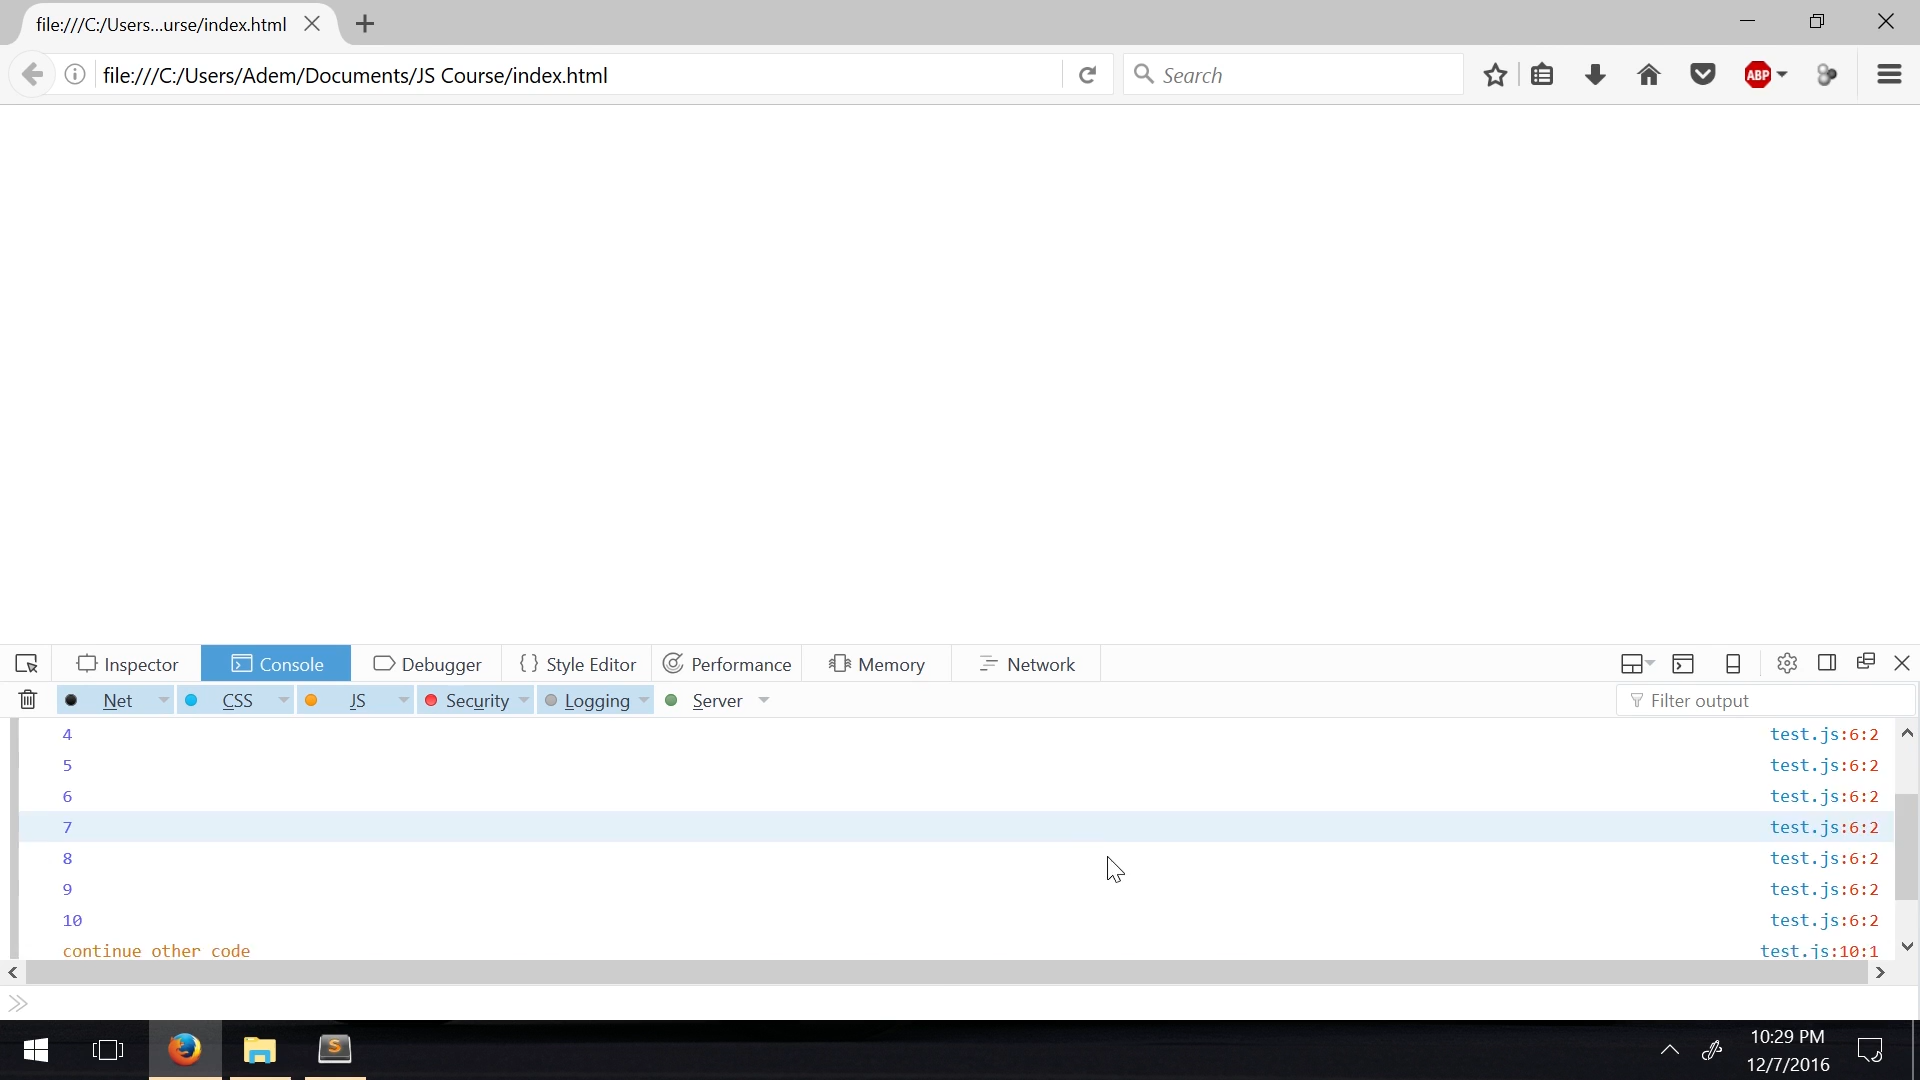 file:///C:/Users...urse/index.html
file:///C:/Users/Adem/Documents/JS Course/index.html
Search
ABP
Inspector
Console
Debugger
{ } Style Editor
Performance
Memory
Network
Net
CSS
JS
Security
Logging
Server
Filter output
4 test.js:6:2
5 test.js:6:2
6 test.js:6:2
7 test.js:6:2
8 test.js:6:2
9 test.js:6:2
10 test.js:6:2
continue other code test.js:10:1
S
10:29 PM
12/7/2016